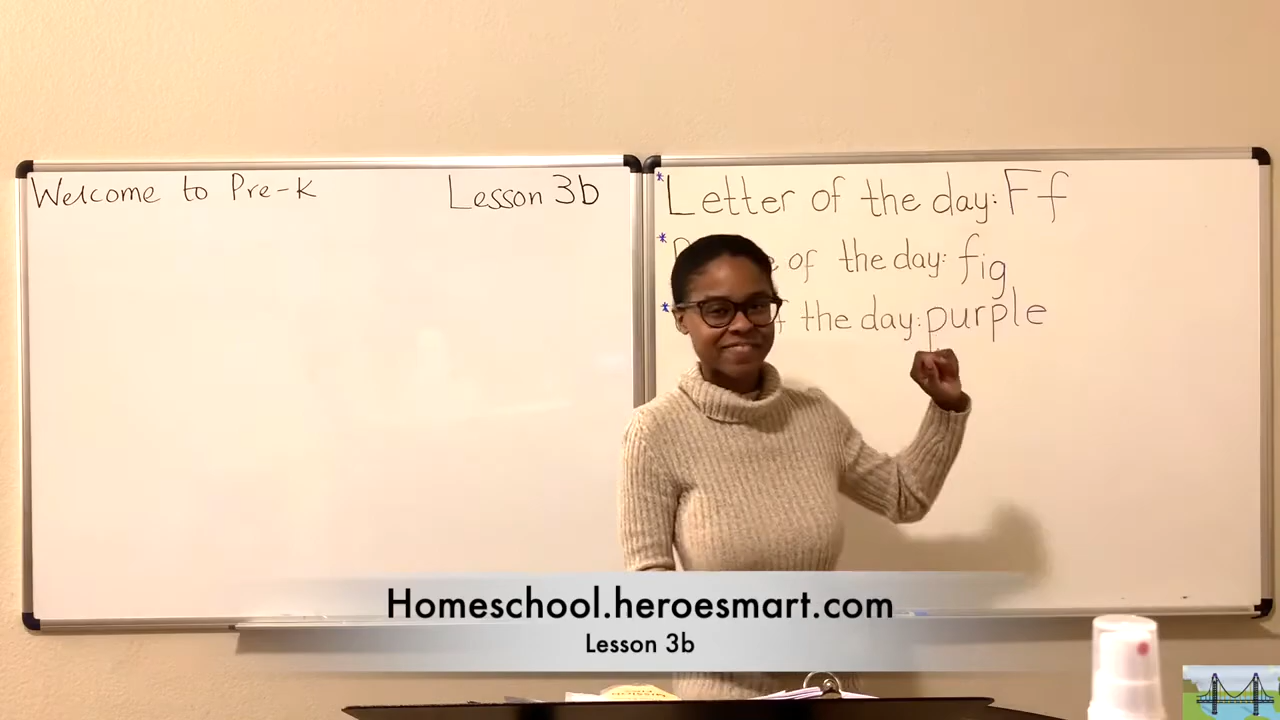 Welcome to Pre-K
Lesson 3b
*Letter of the day: Ff
* of the day: fig
* the day: purple
Homeschool.heroesmart.com
Lesson 3b